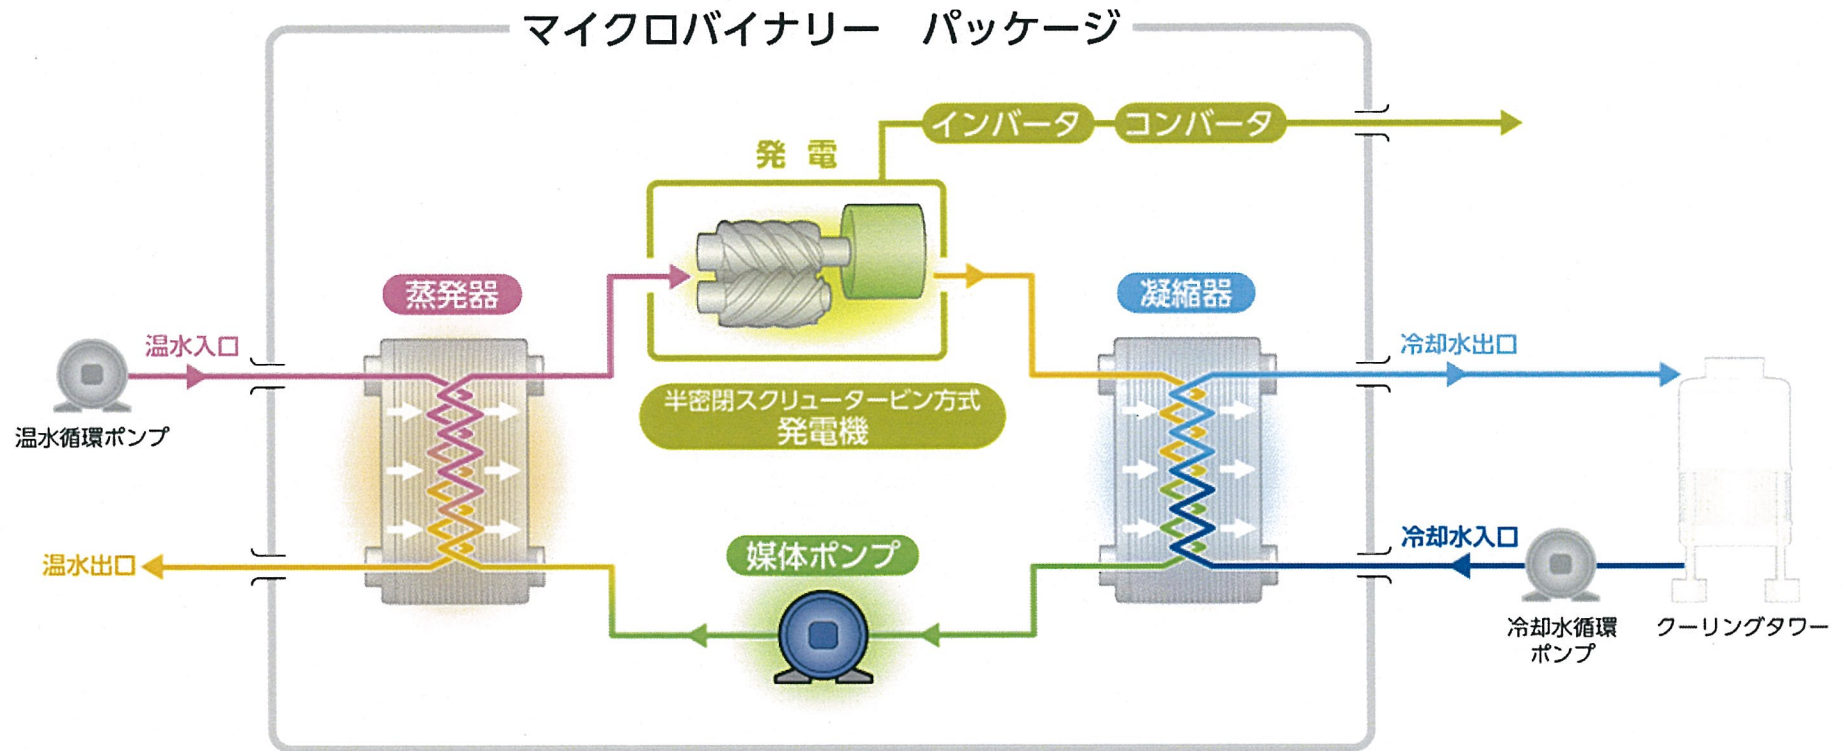 マイクロバイナリー　パッケージ
インバータ
コンバータ
発電
蒸発器
凝縮器
温水入口
冷却水出口
半密閉スクリュータービン方式
発電機
温水循環ポンプ
温水出口
媒体ポンプ
冷却水入口
冷却水循環
ポンプ
クーリングタワー